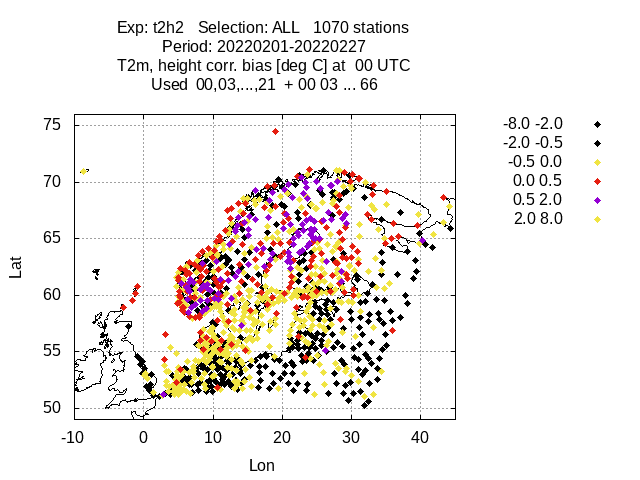 Exp: t2h2 Selection: ALL 1070 stations
Period: 20220201-20220227
T2m, height corr. bias [deg C] at 00 UTC
Used 00,03,...,21 + 00 03 ... 66
-8.0 -2.0
-2.0 -0.5
-0.5 0.0
0.0 0.5
0.5 2.0
2.0 8.0
75
70
65
60
55
50
Lat
-10 0 10 20 30 40
Lon